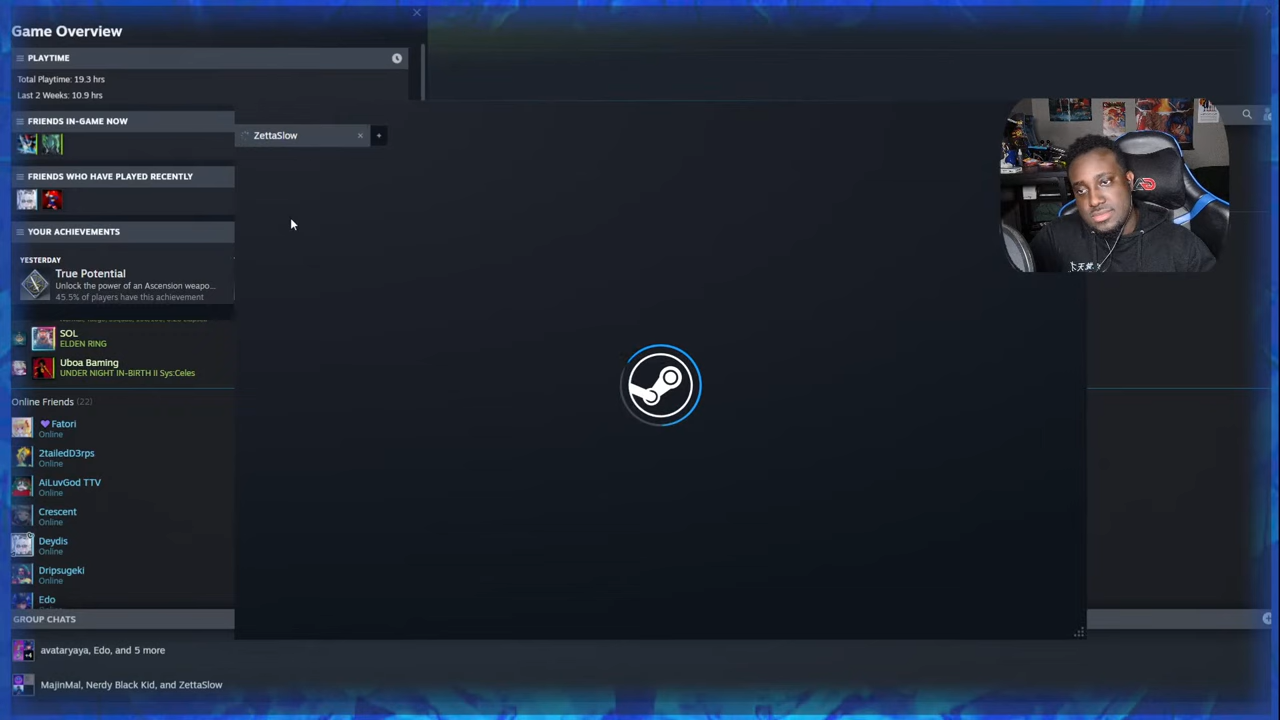 Game Overview
PLAYTIME
Total Playtime: 19.3 hrs
Last 2 Weeks: 10.9 hrs
FRIENDS IN-GAME NOW
ZettaSlow
FRIENDS WHO HAVE PLAYED RECENTLY
YOUR ACHIEVEMENTS
YESTERDAY
True Potential
Unlock the power of an Ascension weapo...
45.5% of players have this achievement
SOL
ELDEN RING
Uboa Baming
UNDER NIGHT IN-BIRTH II Sys:Celes
Online Friends (22)
Fatori
Online
2tailedD3rps
Online
AiLuvGod TTV
Online
Crescent
Online
Deydis
Online
Dripsugeki
Online
Edo
GROUP CHATS
+4
avataryaya, Edo, and 5 more
MajinMal, Nerdy Black Kid, and ZettaSlow